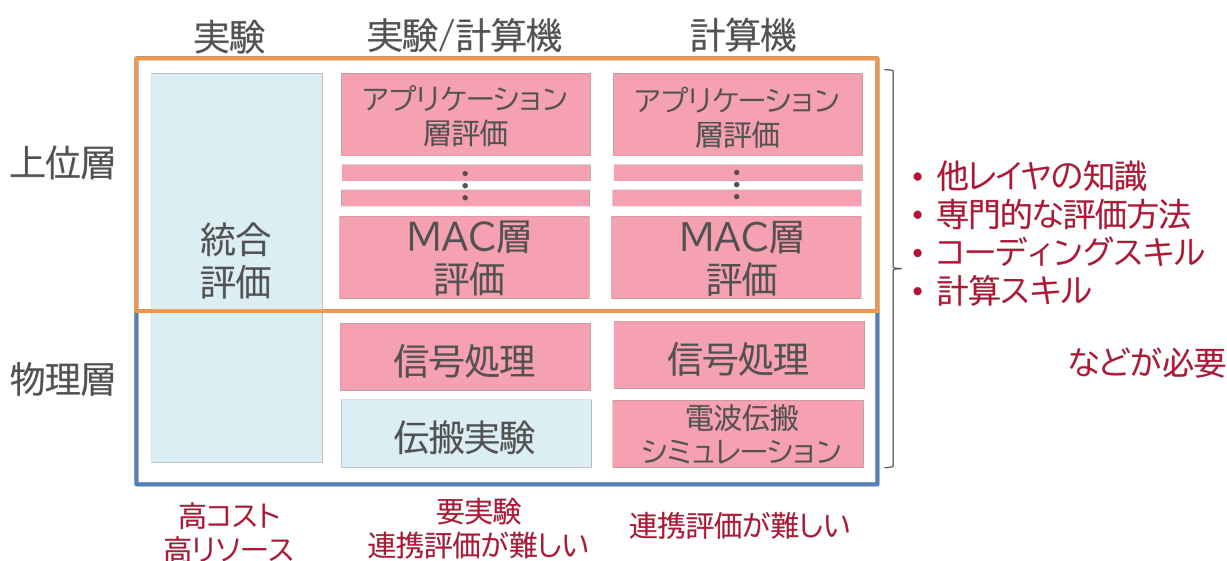 実験
実験/計算機
計算機
上位層
物理層
統合
評価
アプリケーション
層評価
⋮
MAC層
評価
信号処理
伝搬実験
アプリケーション
層評価
⋮
MAC層
評価
信号処理
電波伝搬
シミュレーション
• 他レイヤの知識
• 専門的な評価方法
• コーディングスキル
• 計算スキル
などが必要
高コスト
高リソース
要実験
連携評価が難しい
連携評価が難しい